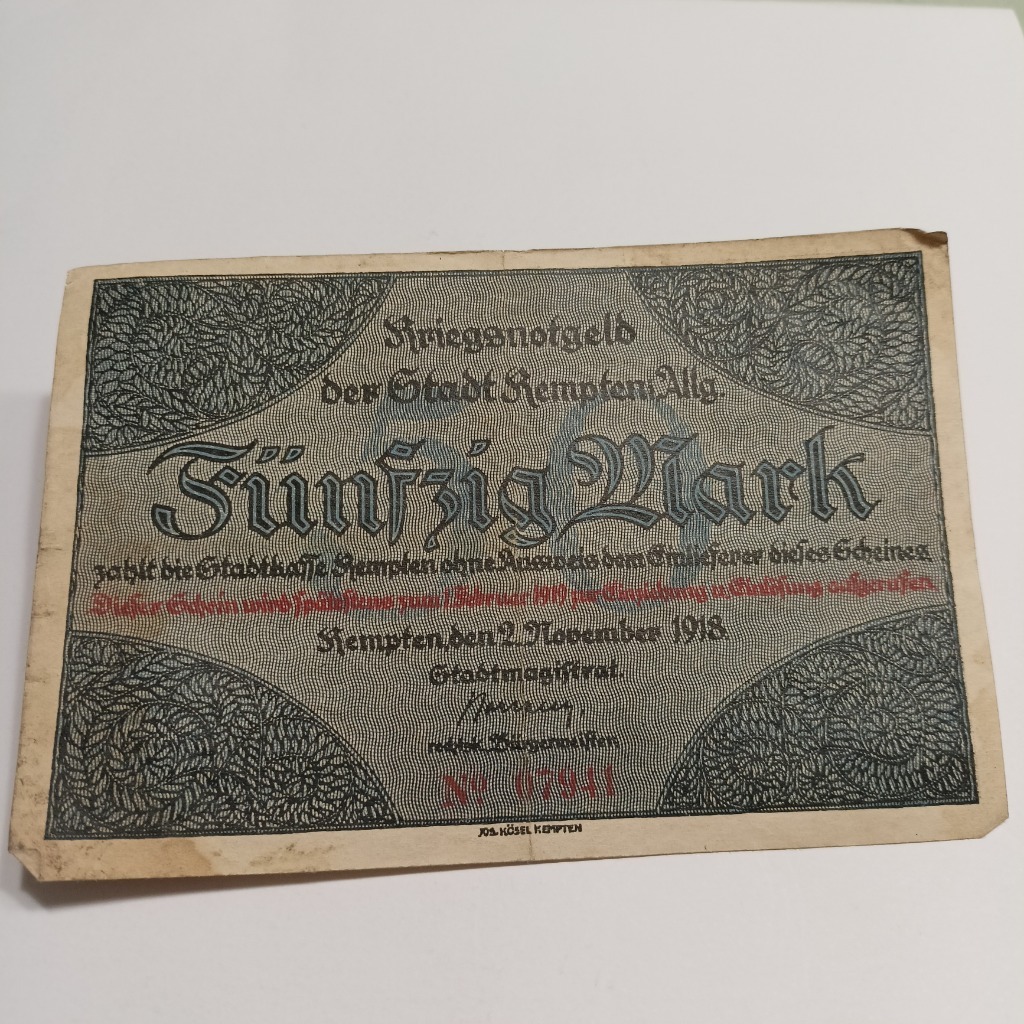 Kriegsnotgeld
der Stadt Kempten i. Allg.
50
Fünfzig Mark
zahlt die Stadtkasse Kempten ohne Ausweis dem Einlieferer dieses Scheines.
Dieser Schein wird spätestens zum 1. Februar 1919 zur Einziehung u. Einlösung aufgerufen.
Kempten, den 2. November 1918
Stadtmagistrat.
rechtsk. Bürgermeister.
No 07941
JOS. KÖSEL KEMPTEN